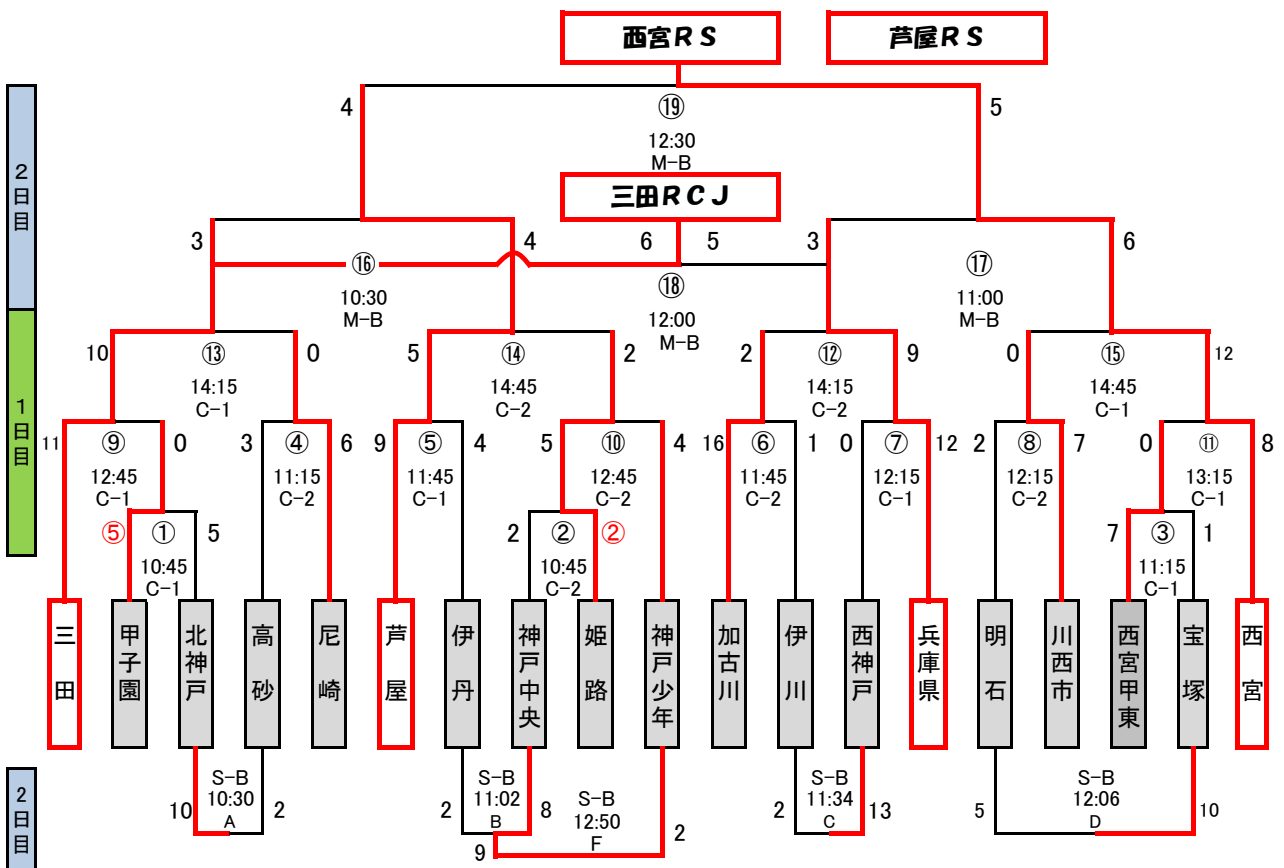 西宮RS 芦屋RS
4 ⑲ 5
12:30
M-B
2日目
三田RCJ
3 4 6 5 3 6
⑯ ⑱ ⑰
10:30 12:00 11:00
M-B M-B M-B
1日目
10 ⑬ 0 5 ⑭ 2 2 ⑫ 9 0 ⑮ 12
14:15 14:45 14:15 14:45
C-1 C-2 C-2 C-1
11 ⑨ 0 3 ④ 6 9 ⑤ 4 5 ⑩ 4 16 ⑥ 1 0 ⑦ 12 2 ⑧ 7 0 ⑪ 8
12:45 11:15 11:45 12:45 11:45 12:15 12:15 13:15
C-1 C-2 C-1 C-2 C-2 C-1 C-2 C-1
⑤ ① 5 2 ② ② 7 ③ 1
10:45 10:45 11:15
C-1 C-2 C-1
三田 甲子園 北神戸 高砂 尼崎 芦屋 伊丹 神戸中央 姫路 神戸少年 加古川 伊川 西神戸 兵庫県 明石 川西市 西宮甲東 宝塚 西宮
2日目
S-B S-B S-B S-B S-B
10:30 11:02 12:50 11:34 12:06
10 A 2 2 B 8 F 2 2 C 13 5 D 10
9